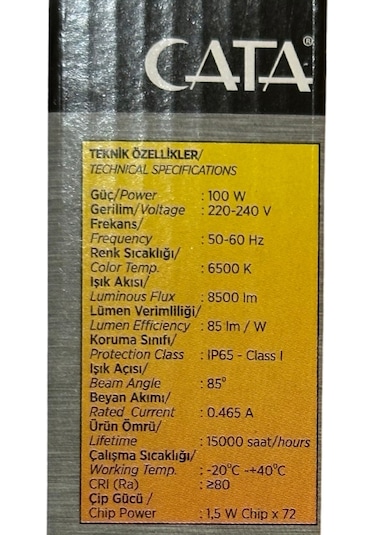 CATA®
TEKNİK ÖZELLİKLER/
TECHNICAL SPECIFICATIONS
Güç/Power : 100 W
Gerilim/Voltage : 220-240 V
Frekans/
Frequency : 50-60 Hz
Renk Sıcaklığı/
Color Temp. : 6500 K
Işık Akısı/
Luminous Flux : 8500 lm
Lümen Verimliliği/
Lumen Efficiency : 85 lm / W
Koruma Sınıfı/
Protection Class : IP65 - Class I
Işık Açısı/
Beam Angle : 85°
Beyan Akımı/
Rated Current : 0.465 A
Ürün Ömrü/
Lifetime : 15000 saat/hours
Çalışma Sıcaklığı/
Working Temp. : -20°C -+40°C
CRI (Ra) : ≥80
Çip Gücü /
Chip Power : 1,5 W Chip x 72